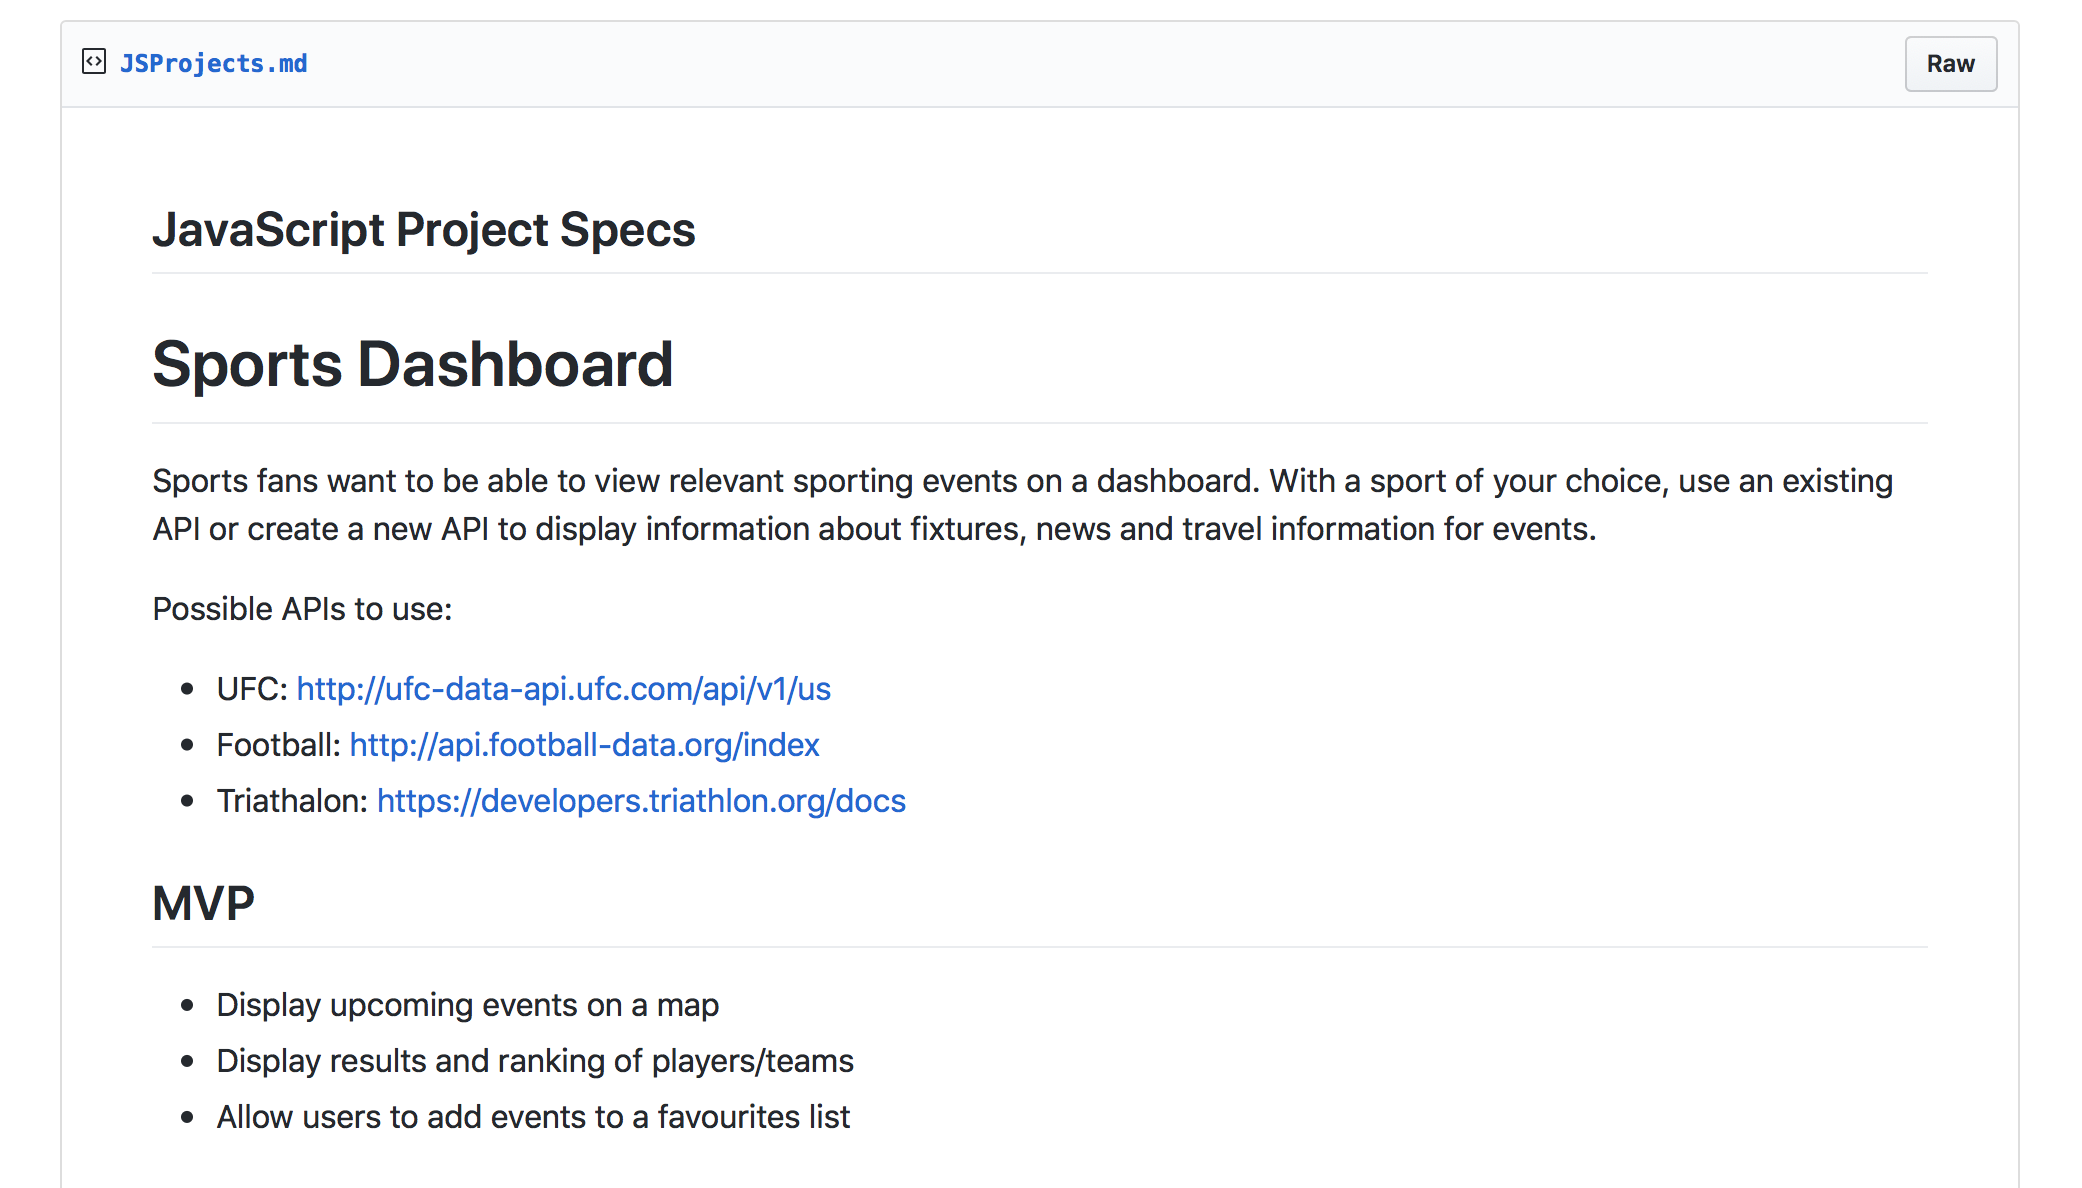 JSProjects.md
Raw
JavaScript Project Specs
Sports Dashboard
Sports fans want to be able to view relevant sporting events on a dashboard. With a sport of your choice, use an existing
API or create a new API to display information about fixtures, news and travel information for events.
Possible APIs to use:
UFC: http://ufc-data-api.ufc.com/api/v1/us
Football: http://api.football-data.org/index
Triathalon: https://developers.triathlon.org/docs
MVP
Display upcoming events on a map
Display results and ranking of players/teams
Allow users to add events to a favourites list